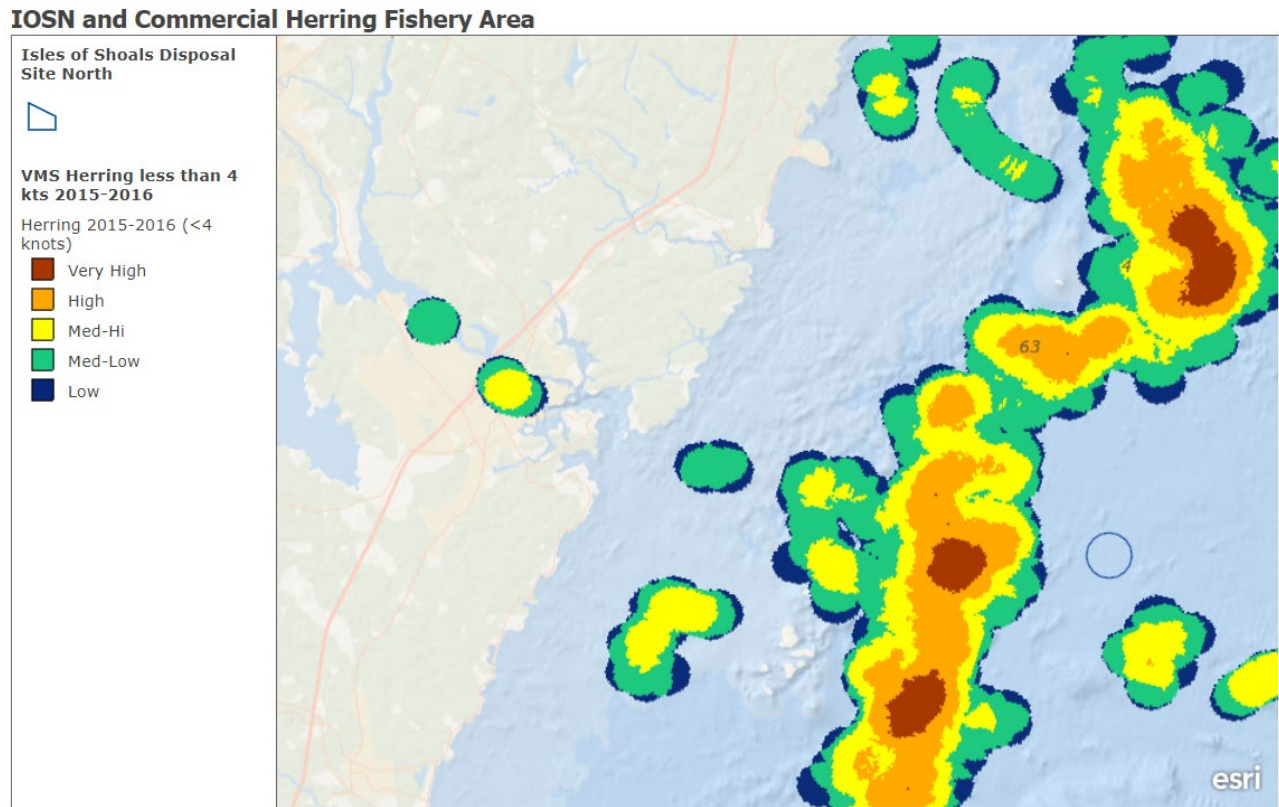 IOSN and Commercial Herring Fishery Area
Isles of Shoals Disposal
Site North
VMS Herring less than 4
kts 2015-2016
Herring 2015-2016 (<4
knots)
Very High
High
Med-Hi
Med-Low
Low
4
63
esri